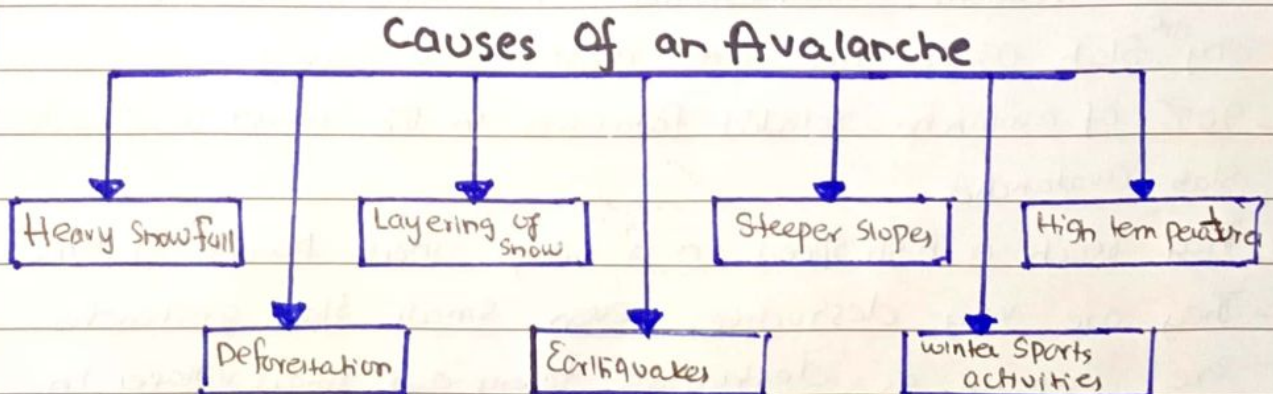 Causes of an Avalanche
Heavy Snowfall
Layering of
snow
Steeper slopes
High temperature
Deforestation
Earthquakes
winter Sports
activities